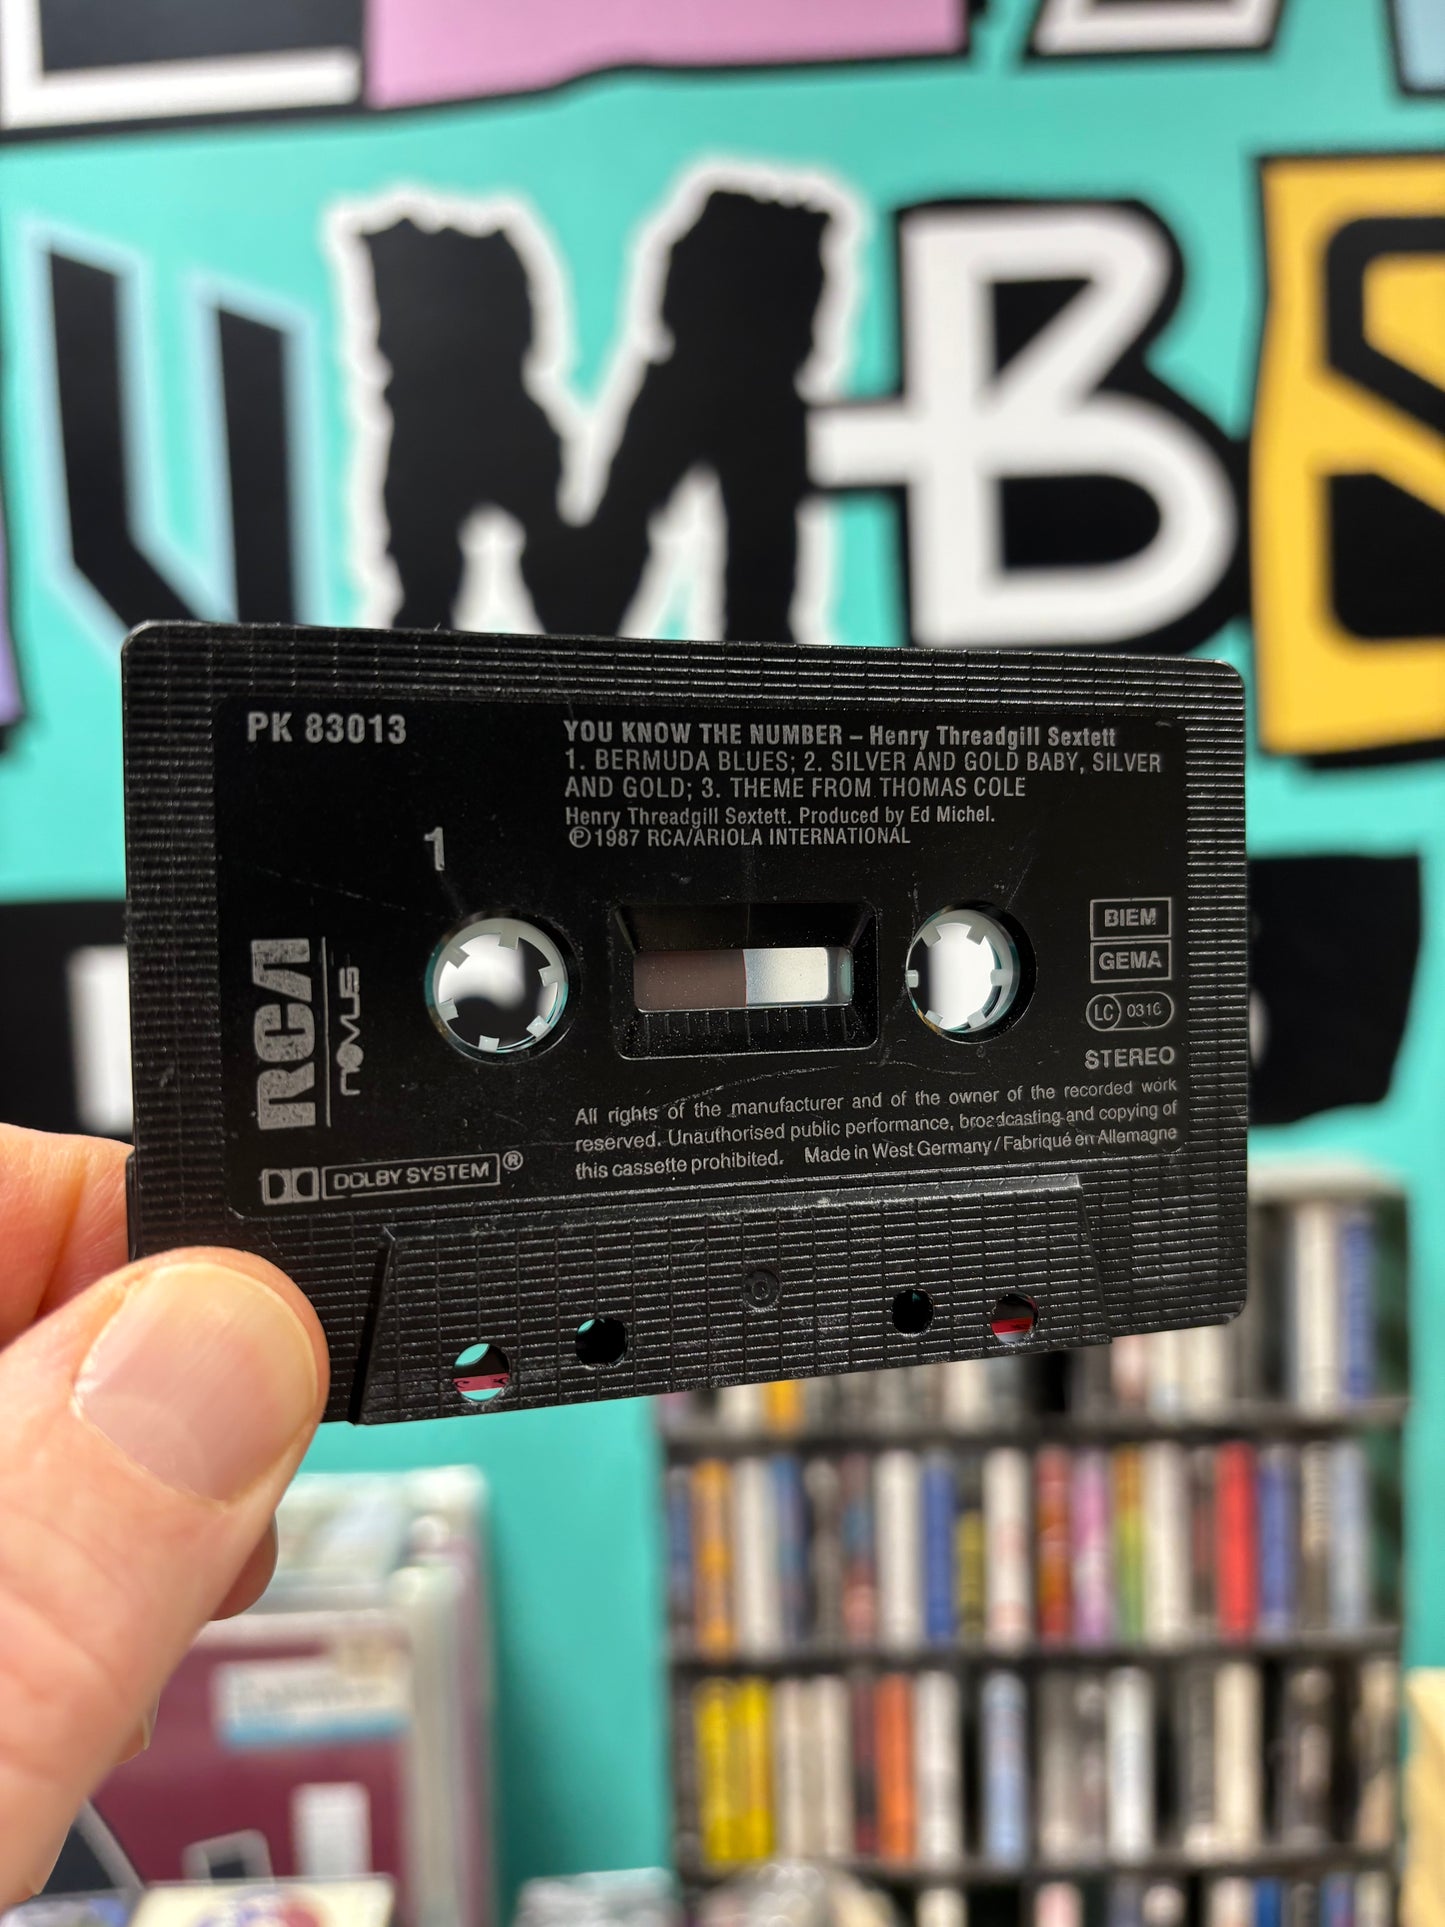 UMBS
PK 83013
YOU KNOW THE NUMBER – Henry Threadgill Sextett
1. BERMUDA BLUES; 2. SILVER AND GOLD BABY, SILVER
AND GOLD; 3. THEME FROM THOMAS COLE
Henry Threadgill Sextett. Produced by Ed Michel.
℗ 1987 RCA/ARIOLA INTERNATIONAL
1
RCA
NOVUS
BIEM
GEMA
LC 0316
STEREO
All rights of the manufacturer and of the owner of the recorded work
reserved. Unauthorised public performance, broadcasting and copying of
this cassette prohibited. Made in West Germany / Fabriqué en Allemagne
DOLBY SYSTEM ®